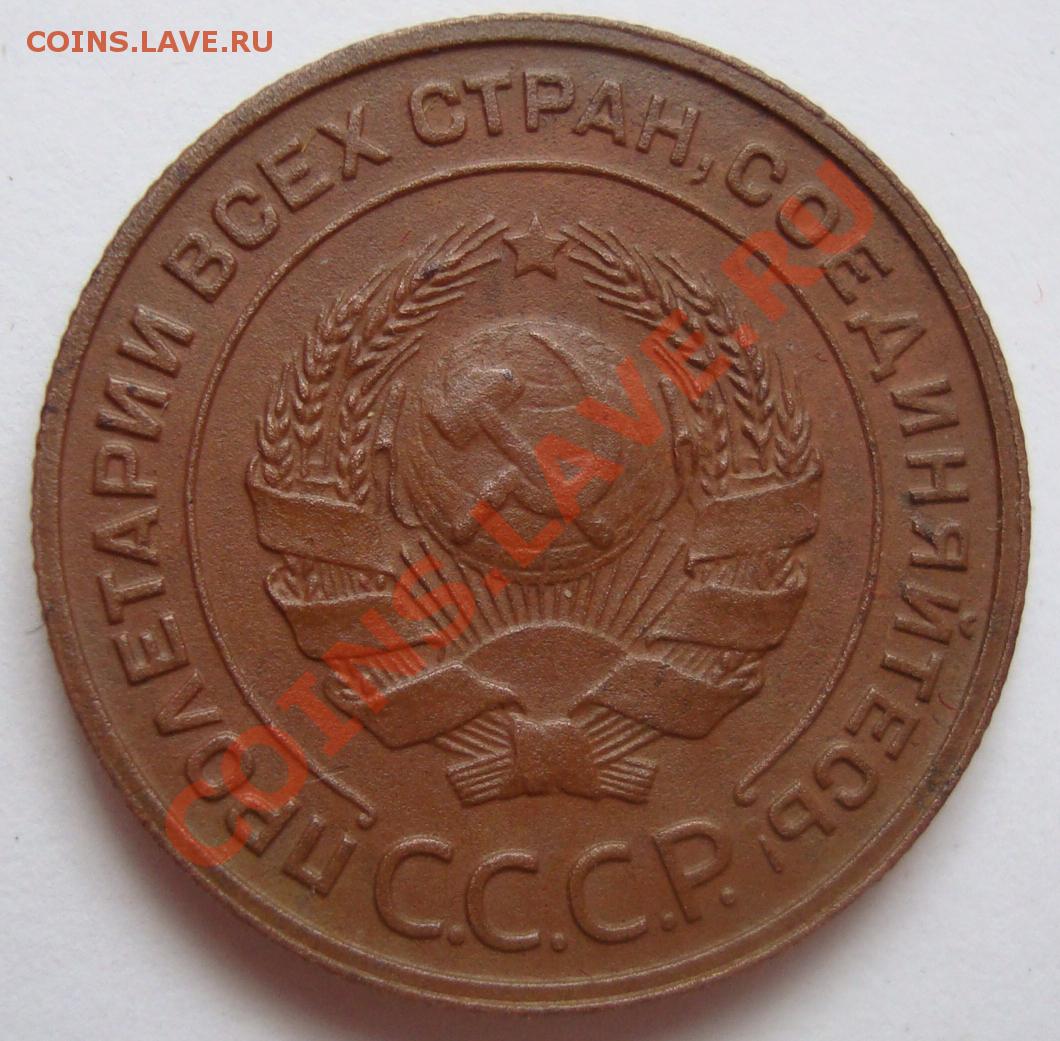 COINS.LAVE.RU
ПРОЛЕТАРИИ ВСЕХ СТРАН, СОЕДИНЯЙТЕСЬ!
С.С.С.Р.
COINS.LAVE.RU